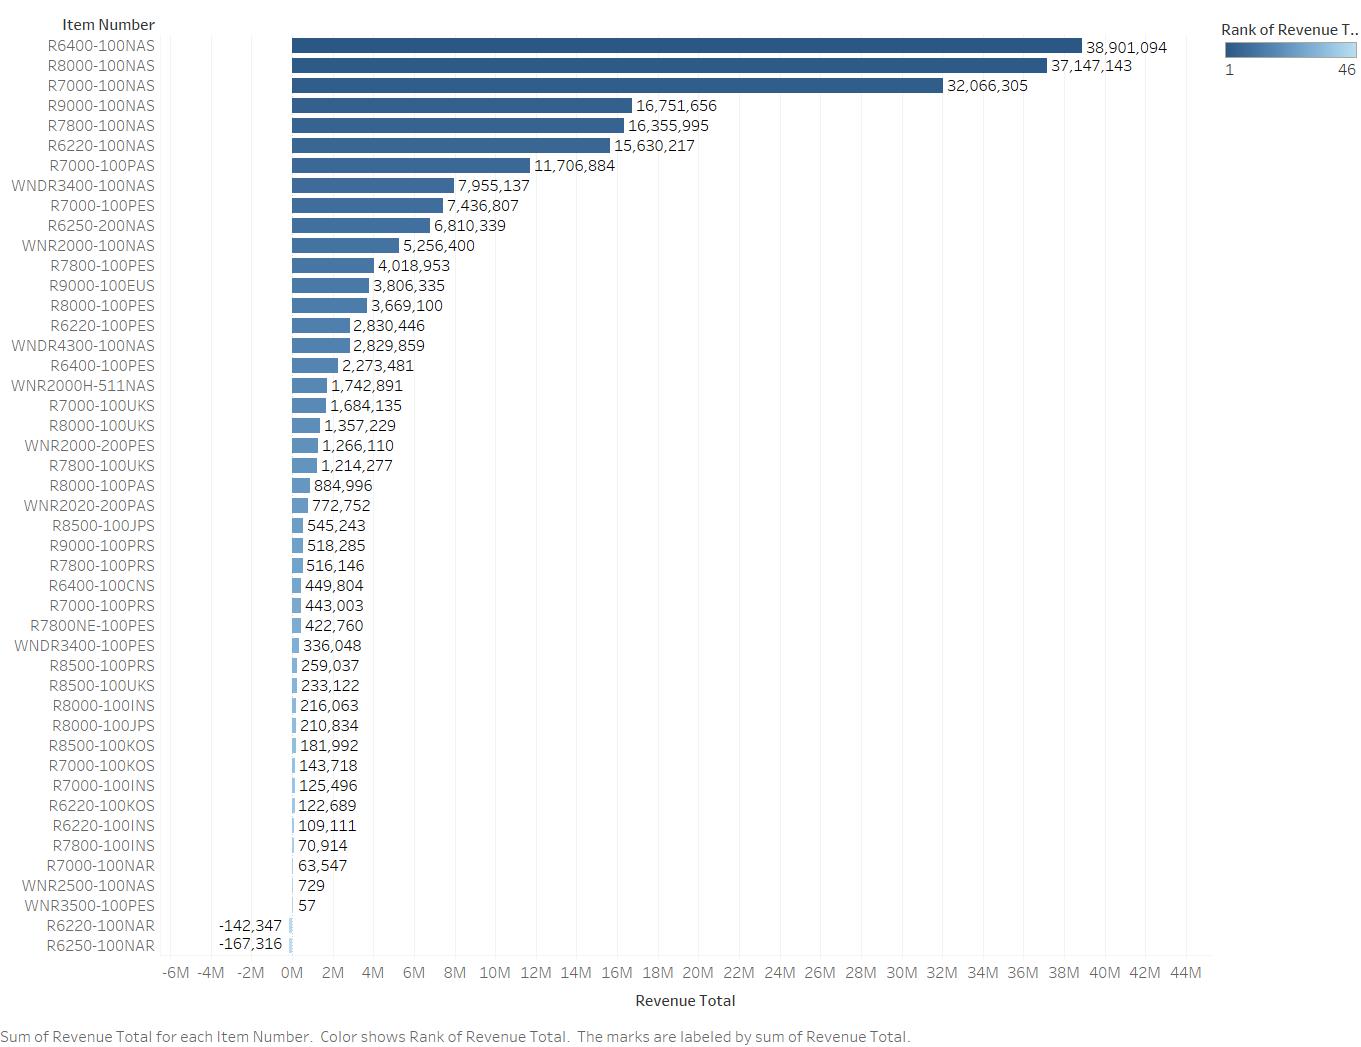 Item Number
R6400-100NAS 38,901,094
R8000-100NAS 37,147,143
R7000-100NAS 32,066,305
R9000-100NAS 16,751,656
R7800-100NAS 16,355,995
R6220-100NAS 15,630,217
R7000-100PAS 11,706,884
WNDR3400-100NAS 7,955,137
R7000-100PES 7,436,807
R6250-200NAS 6,810,339
WNR2000-100NAS 5,256,400
R7800-100PES 4,018,953
R9000-100EUS 3,806,335
R8000-100PES 3,669,100
R6220-100PES 2,830,446
WNDR4300-100NAS 2,829,859
R6400-100PES 2,273,481
WNR2000H-511NAS 1,742,891
R7000-100UKS 1,684,135
R8000-100UKS 1,357,229
WNR2000-200PES 1,266,110
R7800-100UKS 1,214,277
R8000-100PAS 884,996
WNR2020-200PAS 772,752
R8500-100JPS 545,243
R9000-100PRS 518,285
R7800-100PRS 516,146
R6400-100CNS 449,804
R7000-100PRS 443,003
R7800NE-100PES 422,760
WNDR3400-100PES 336,048
R8500-100PRS 259,037
R8500-100UKS 233,122
R8000-100INS 216,063
R8000-100JPS 210,834
R8500-100KOS 181,992
R7000-100KOS 143,718
R7000-100INS 125,496
R6220-100KOS 122,689
R6220-100INS 109,111
R7800-100INS 70,914
R7000-100NAR 63,547
WNR2500-100NAS 729
WNR3500-100PES 57
R6220-100NAR -142,347
R6250-100NAR -167,316
-6M -4M -2M 0M 2M 4M 6M 8M 10M 12M 14M 16M 18M 20M 22M 24M 26M 28M 30M 32M 34M 36M 38M 40M 42M 44M
Revenue Total
Sum of Revenue Total for each Item Number. Color shows Rank of Revenue Total. The marks are labeled by sum of Revenue Total.
Rank of Revenue T..
1 46